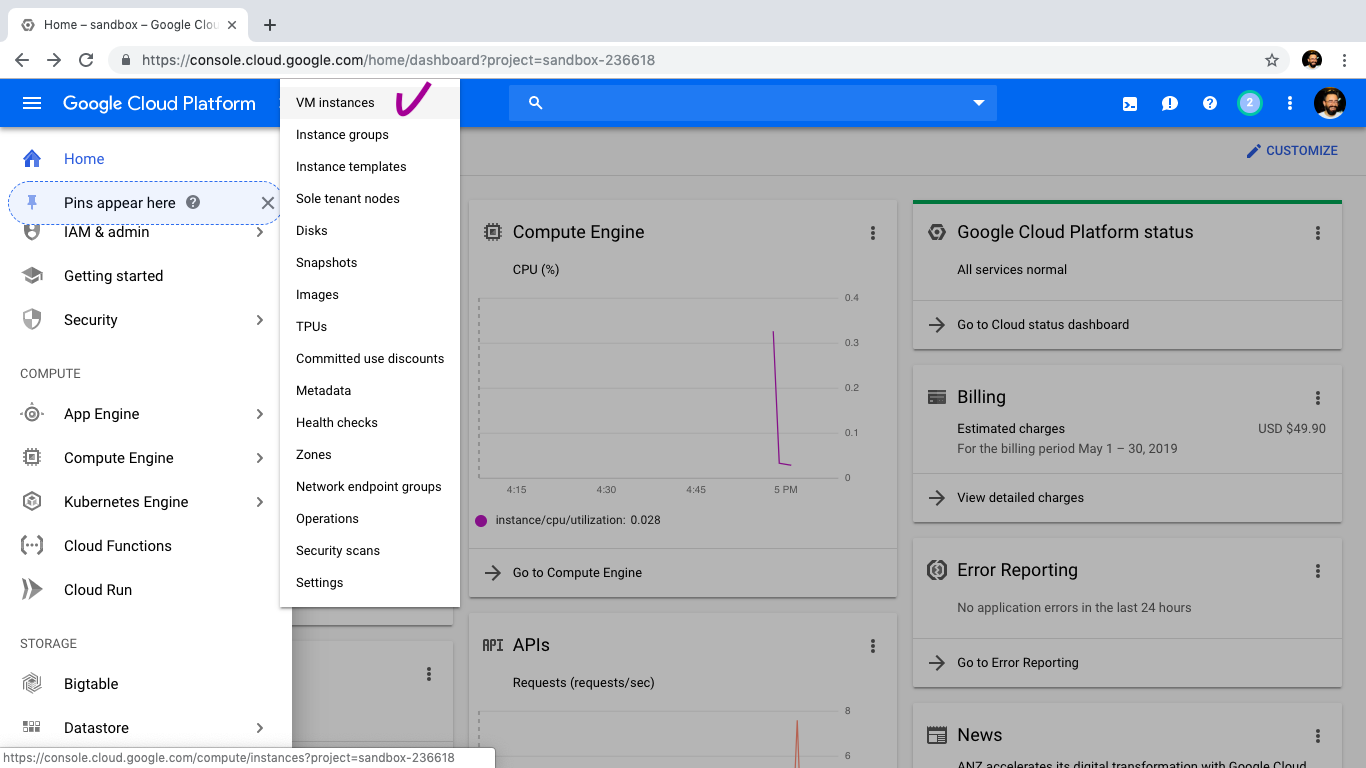 Home – sandbox – Google Clou
https://console.cloud.google.com/home/dashboard?project=sandbox-236618
Google Cloud Platform
2
VM instances
Instance groups
Instance templates
Sole tenant nodes
Disks
Snapshots
Images
TPUs
Committed use discounts
Metadata
Health checks
Zones
Network endpoint groups
Operations
Security scans
Settings
Home
Pins appear here
IAM & admin
Getting started
Security
COMPUTE
App Engine
Compute Engine
Kubernetes Engine
Cloud Functions
Cloud Run
STORAGE
Bigtable
Datastore
https://console.cloud.google.com/compute/instances?project=sandbox-236618
CUSTOMIZE
Compute Engine
CPU (%)
0.4
0.3
0.2
0.1
0
4:15 4:30 4:45 5 PM
instance/cpu/utilization: 0.028
Go to Compute Engine
API APIs
Requests (requests/sec)
8
6
Google Cloud Platform status
All services normal
Go to Cloud status dashboard
Billing
Estimated charges USD $49.90
For the billing period May 1 – 30, 2019
View detailed charges
Error Reporting
No application errors in the last 24 hours
Go to Error Reporting
News
ANZ accelerates its digital transformation with Google Cloud